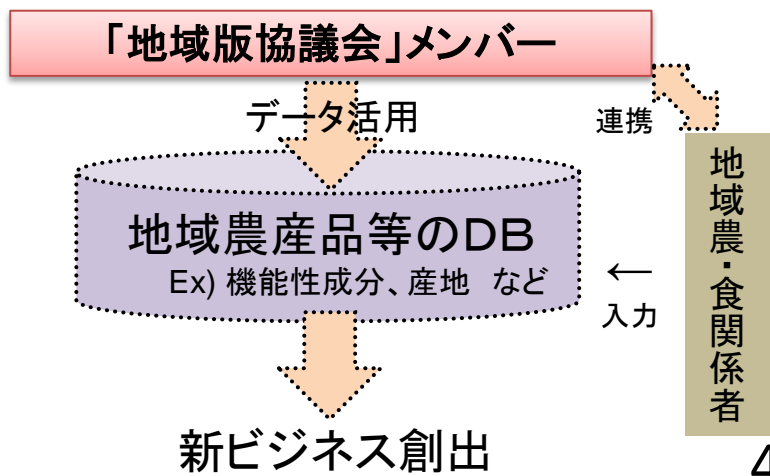 「地域版協議会」メンバー
データ活用
連携
地域農産品等のDB
Ex) 機能性成分、産地 など
←
入力
地域農・食関係者
新ビジネス創出